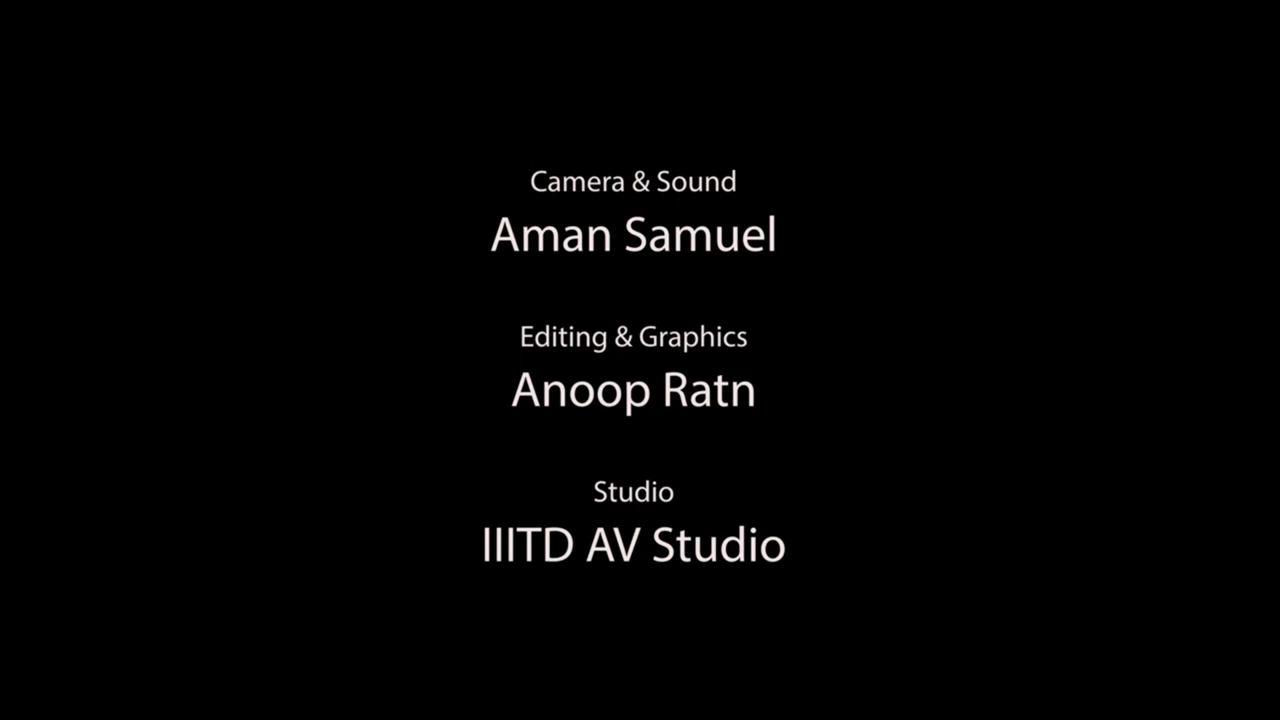 Camera & Sound
Aman Samuel
Editing & Graphics
Anoop Ratn
Studio
IIITD AV Studio